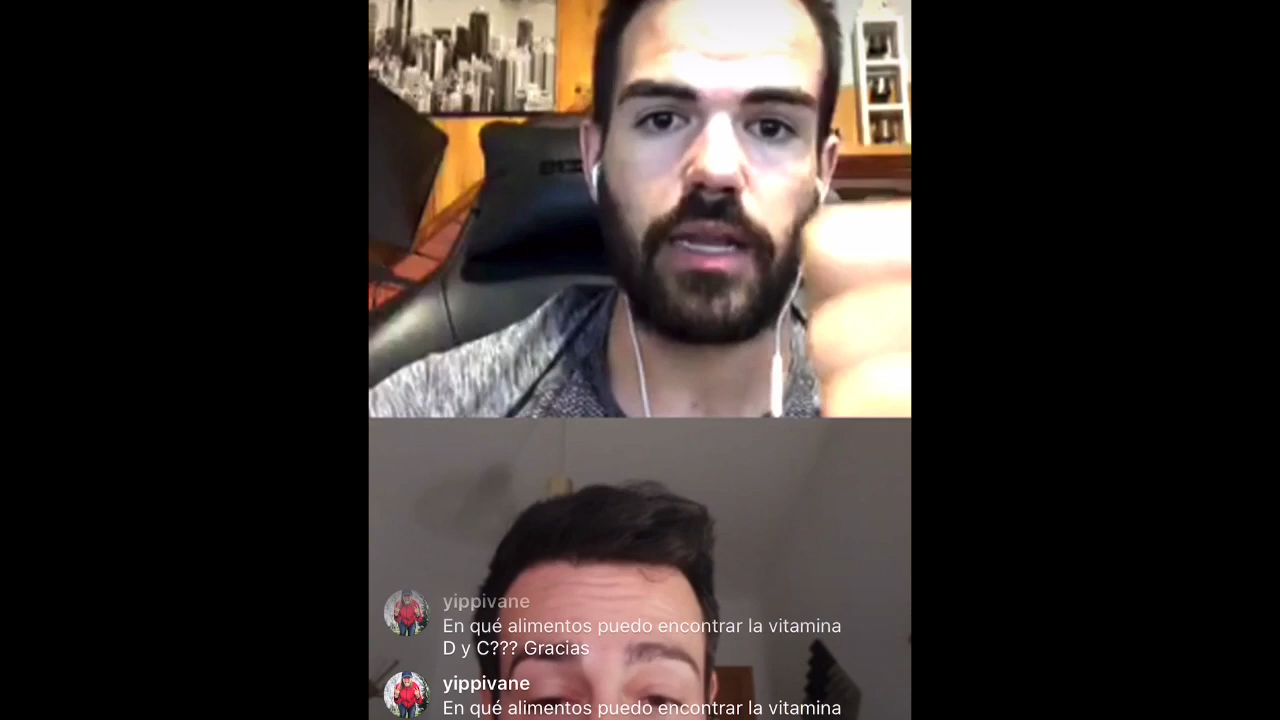 yippivane
En qué alimentos puedo encontrar la vitamina
D y C??? Gracias
yippivane
En qué alimentos puedo encontrar la vitamina